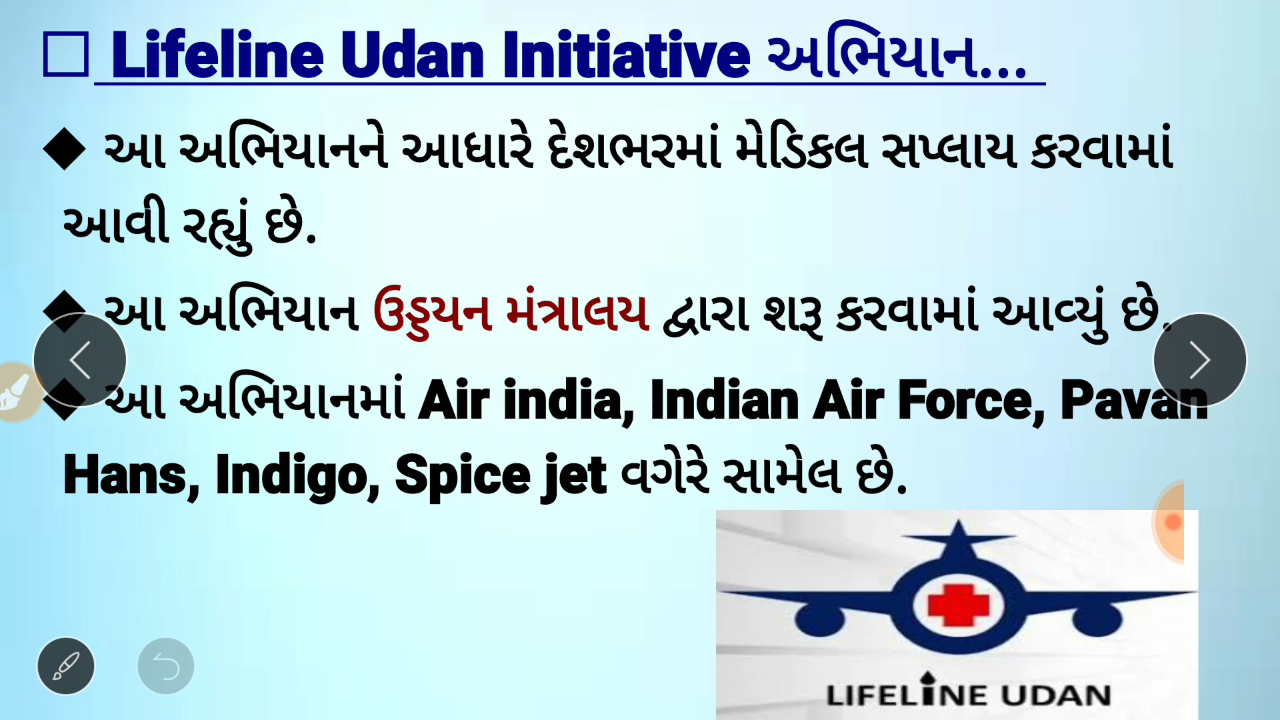 □ Lifeline Udan Initiative અભિયાન...
◆ આ અભિયાનને આધારે દેશભરમાં મેડિકલ સપ્લાય કરવામાં
આવી રહ્યું છે.
◆ આ અભિયાન ઉડ્ડયન મંત્રાલય દ્વારા શરૂ કરવામાં આવ્યું છે.
◆ આ અભિયાનમાં Air india, Indian Air Force, Pavan
Hans, Indigo, Spice jet વગેરે સામેલ છે.
LIFELINE UDAN